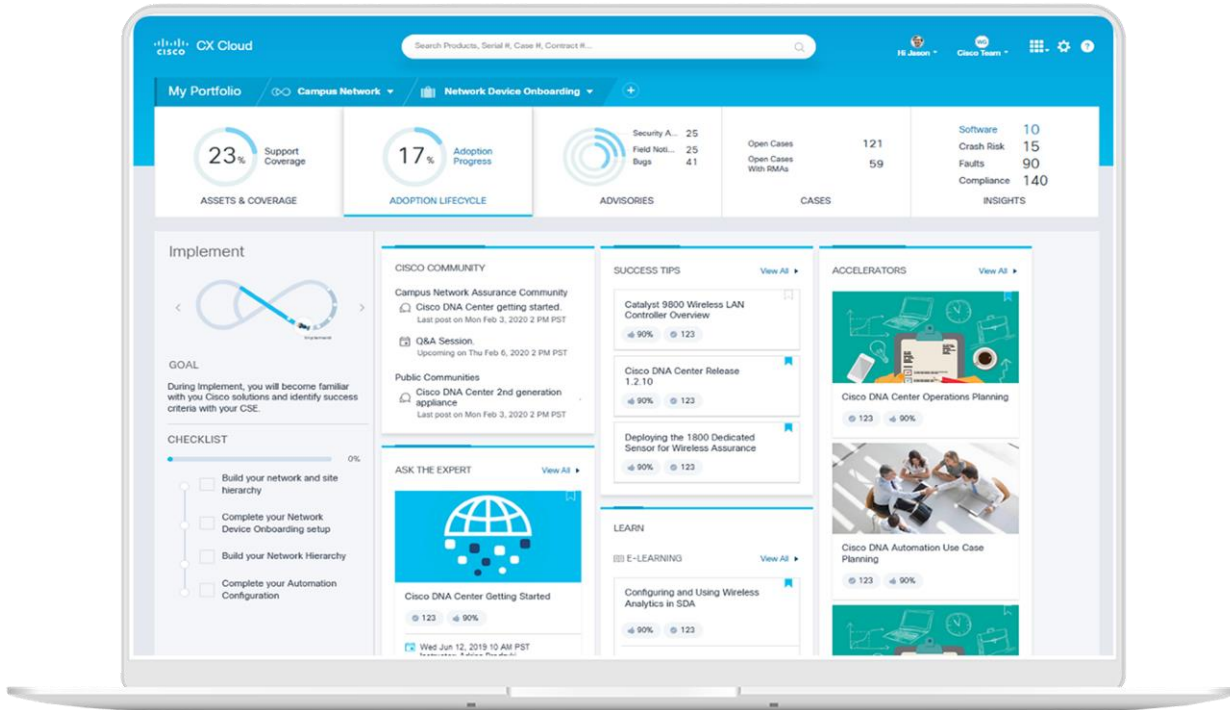 cisco CX Cloud
Search Products, Serial #, Case #, Contract #...
Hi Jason
WG
Cisco Team
?
My Portfolio
Campus Network
Network Device Onboarding
+
23%
Support
Coverage
ASSETS & COVERAGE
17%
Adoption
Progress
ADOPTION LIFECYCLE
Security A... 25
Field Noti... 25
Bugs 41
ADVISORIES
Open Cases 121
Open Cases
With RMAs 59
CASES
Software 10
Crash Risk 15
Faults 90
Compliance 140
INSIGHTS
Implement
Implement
GOAL
During Implement, you will become familiar
with you Cisco solutions and identify success
criteria with your CSE.
CHECKLIST
0%
Build your network and site
hierarchy
Complete your Network
Device Onboarding setup
Build your Network Hierarchy
Complete your Automation
Configuration
CISCO COMMUNITY
Campus Network Assurance Community
Cisco DNA Center getting started.
Last post on Mon Feb 3, 2020 2 PM PST
Q&A Session.
Upcoming on Thu Feb 6, 2020 2 PM PST
Public Communities
Cisco DNA Center 2nd generation
appliance
Last post on Mon Feb 3, 2020 2 PM PST
ASK THE EXPERT View All
Cisco DNA Center Getting Started
123 90%
Wed Jun 12, 2019 10 AM PST
SUCCESS TIPS View All
Catalyst 9800 Wireless LAN
Controller Overview
90% 123
Cisco DNA Center Release
1.2.10
90% 123
Deploying the 1800 Dedicated
Sensor for Wireless Assurance
90% 123
LEARN
E-LEARNING View All
Configuring and Using Wireless
Analytics in SDA
90% 123
ACCELERATORS View All
Cisco DNA Center Operations Planning
123 90%
Cisco DNA Automation Use Case
Planning
123 90%